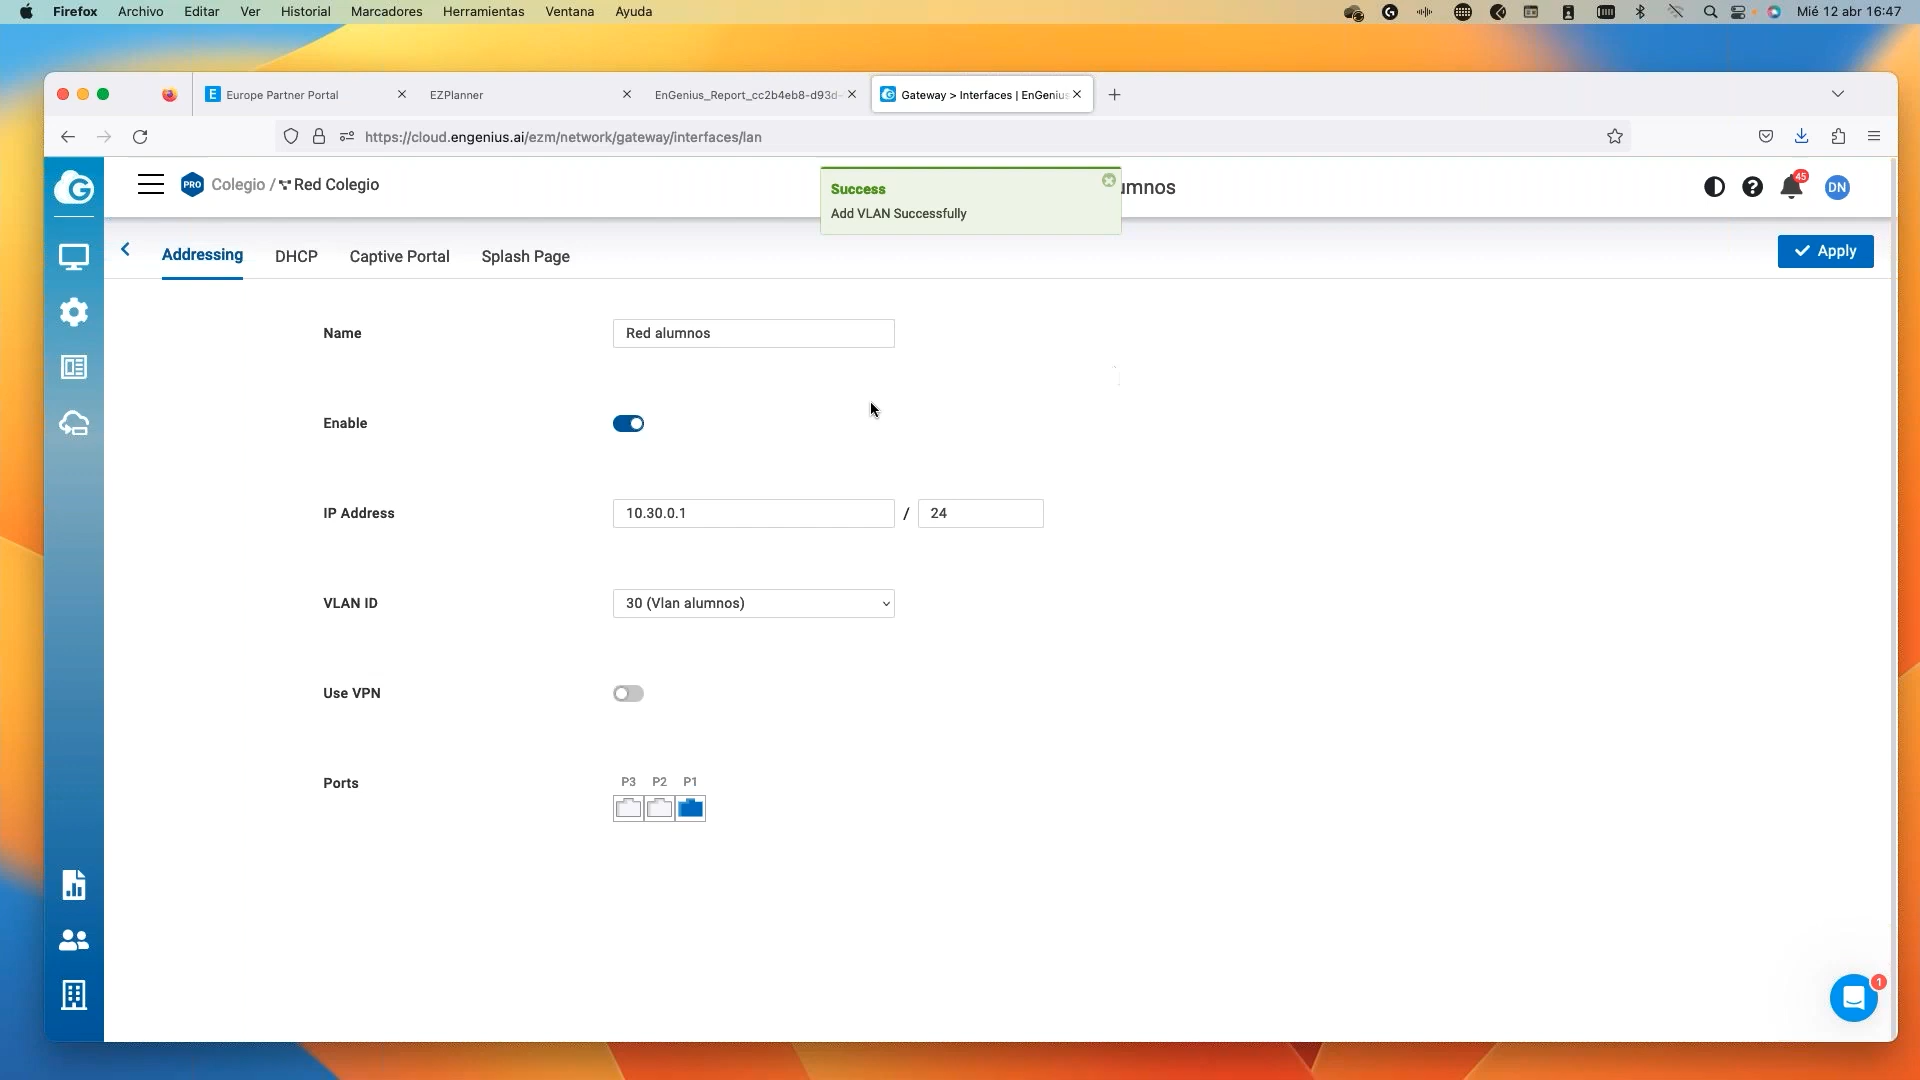 Firefox Archivo Editar Ver Historial Marcadores Herramientas Ventana Ayuda Mié 12 abr 16:47
E Europe Partner Portal EZPlanner EnGenius_Report_cc2b4eb8-d93d- Gateway > Interfaces | EnGenius
https://cloud.engenius.ai/ezm/network/gateway/interfaces/lan
PRO Colegio / Red Colegio umnos 45 DN
Success
Add VLAN Successfully
Addressing DHCP Captive Portal Splash Page Apply
Name Red alumnos
Enable
IP Address 10.30.0.1 / 24
VLAN ID 30 (Vlan alumnos)
Use VPN
Ports P3 P2 P1
1